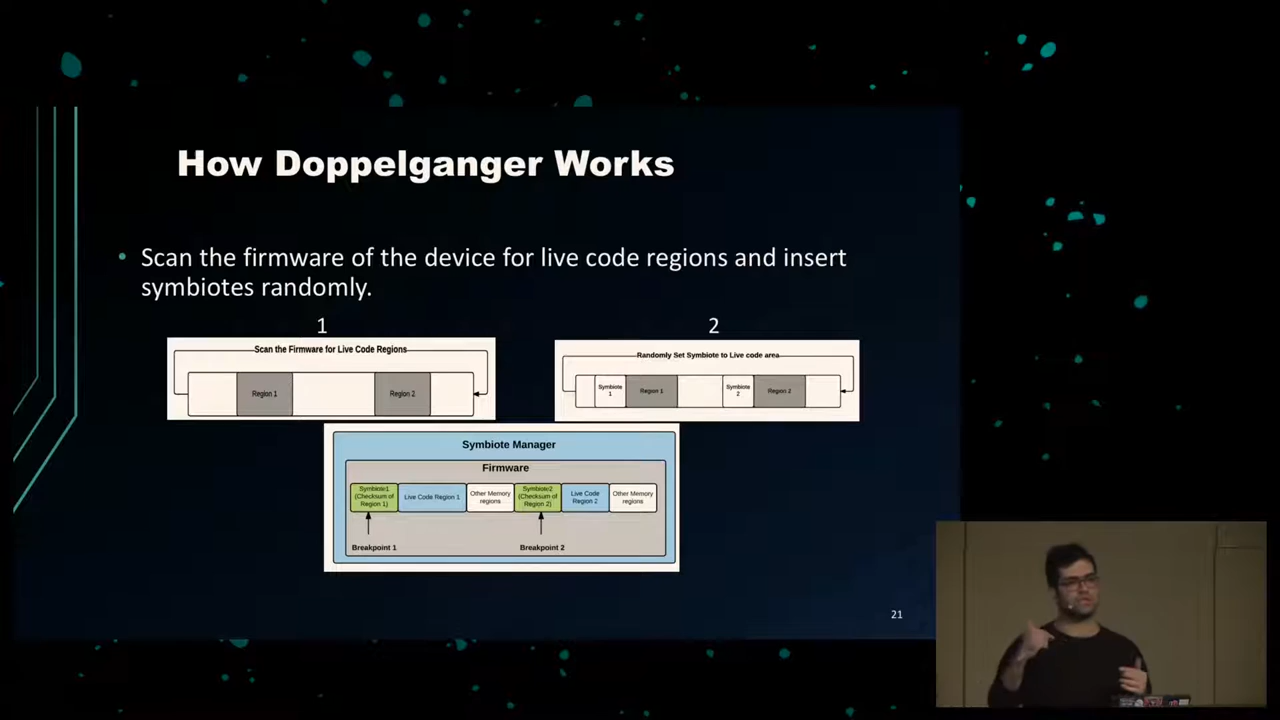 How Doppelganger Works
• Scan the firmware of the device for live code regions and insert
symbiotes randomly.
1
Scan the Firmware for Live Code Regions
Region 1
Region 2
2
Randomly Set Symbiote to Live code area
Symbiote
1
Region 1
Symbiote
2
Region 2
Symbiote Manager
Firmware
Symbiote1
(Checksum of
Region 1)
Live Code Region 1
Other Memory
regions
Symbiote2
(Checksum of
Region 2)
Live Code
Region 2
Other Memory
regions
Breakpoint 1
Breakpoint 2
21